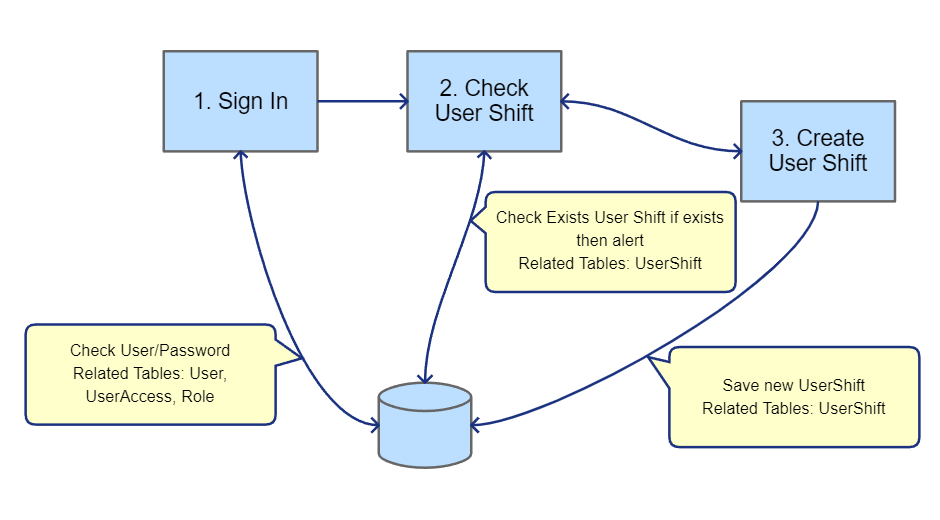 1. Sign In
2. Check
User Shift
3. Create
User Shift
Check Exists User Shift if exists
then alert
Related Tables: UserShift
Check User/Password
Related Tables: User,
UserAccess, Role
Save new UserShift
Related Tables: UserShift